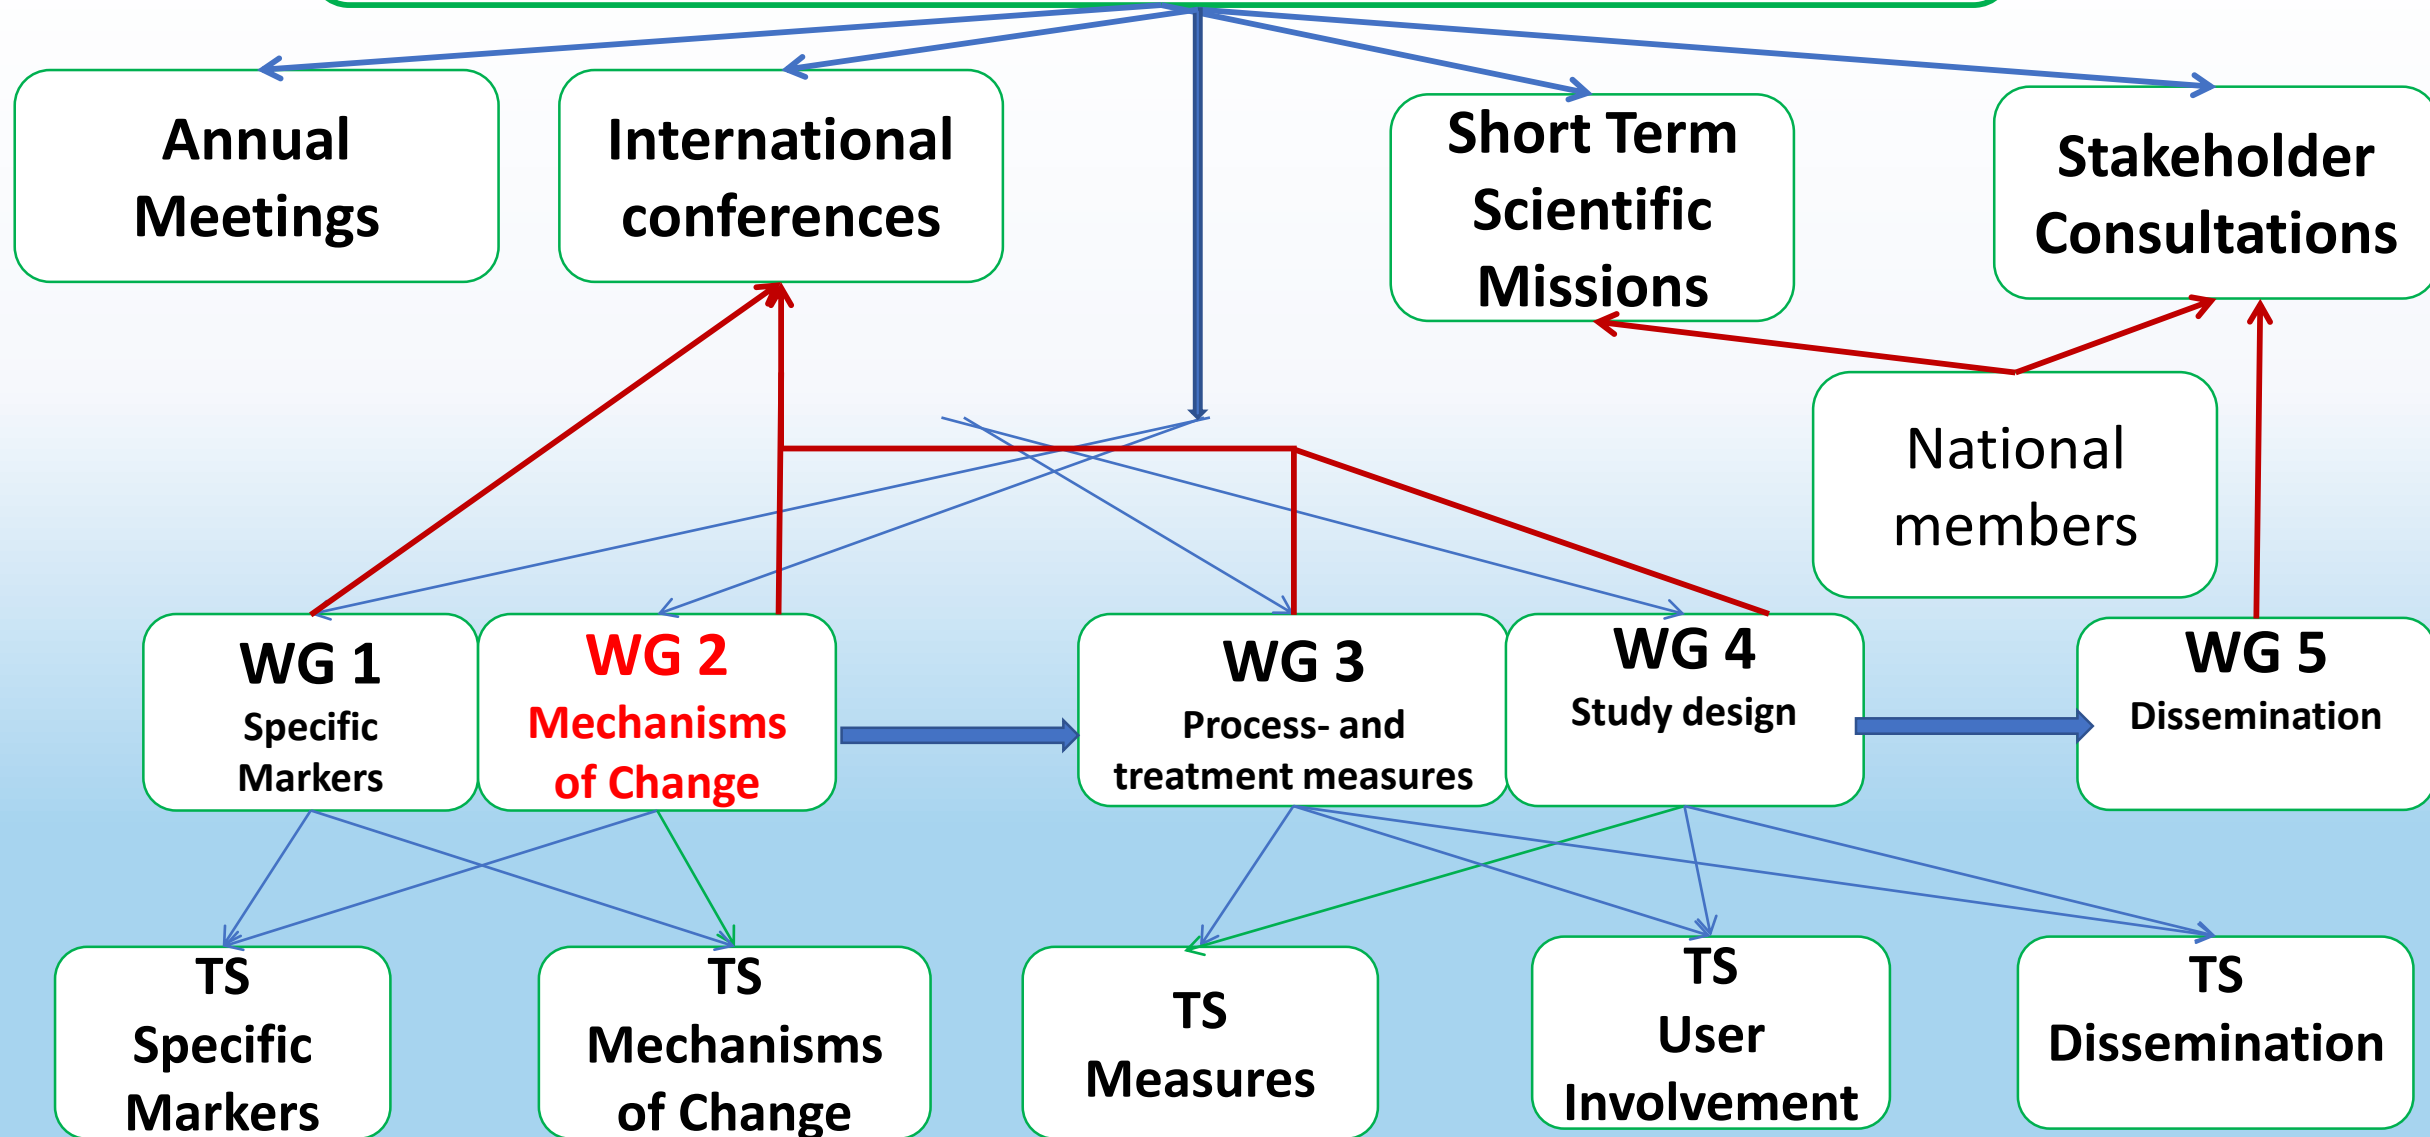 Annual
Meetings
International
conferences
Short Term
Scientific
Missions
Stakeholder
Consultations
National
members
WG 1
Specific
Markers
WG 2
Mechanisms
of Change
WG 3
Process- and
treatment measures
WG 4
Study design
WG 5
Dissemination
TS
Specific
Markers
TS
Mechanisms
of Change
TS
Measures
TS
User
Involvement
TS
Dissemination